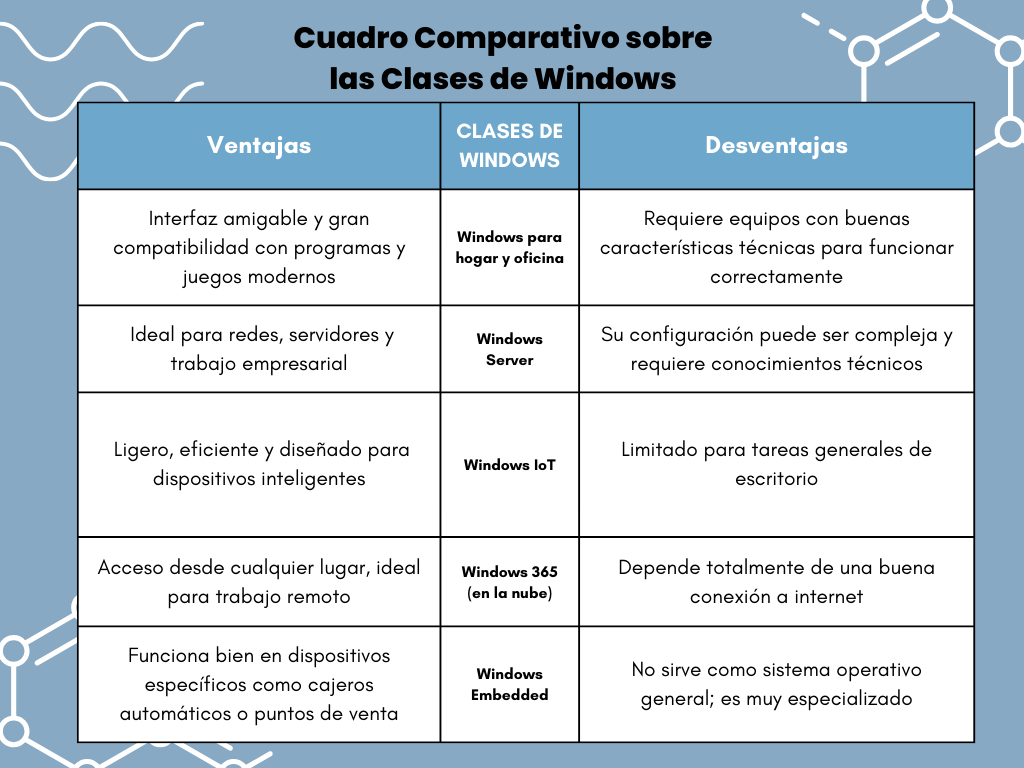 Cuadro Comparativo sobre
las Clases de Windows
Ventajas
CLASES DE
WINDOWS
Desventajas
Interfaz amigable y gran
compatibilidad con programas y
juegos modernos
Windows para
hogar y oficina
Requiere equipos con buenas
características técnicas para funcionar
correctamente
Ideal para redes, servidores y
trabajo empresarial
Windows
Server
Su configuración puede ser compleja y
requiere conocimientos técnicos
Ligero, eficiente y diseñado para
dispositivos inteligentes
Windows IoT
Limitado para tareas generales de
escritorio
Acceso desde cualquier lugar, ideal
para trabajo remoto
Windows 365
(en la nube)
Depende totalmente de una buena
conexión a internet
Funciona bien en dispositivos
específicos como cajeros
automáticos o puntos de venta
Windows
Embedded
No sirve como sistema operativo
general; es muy especializado